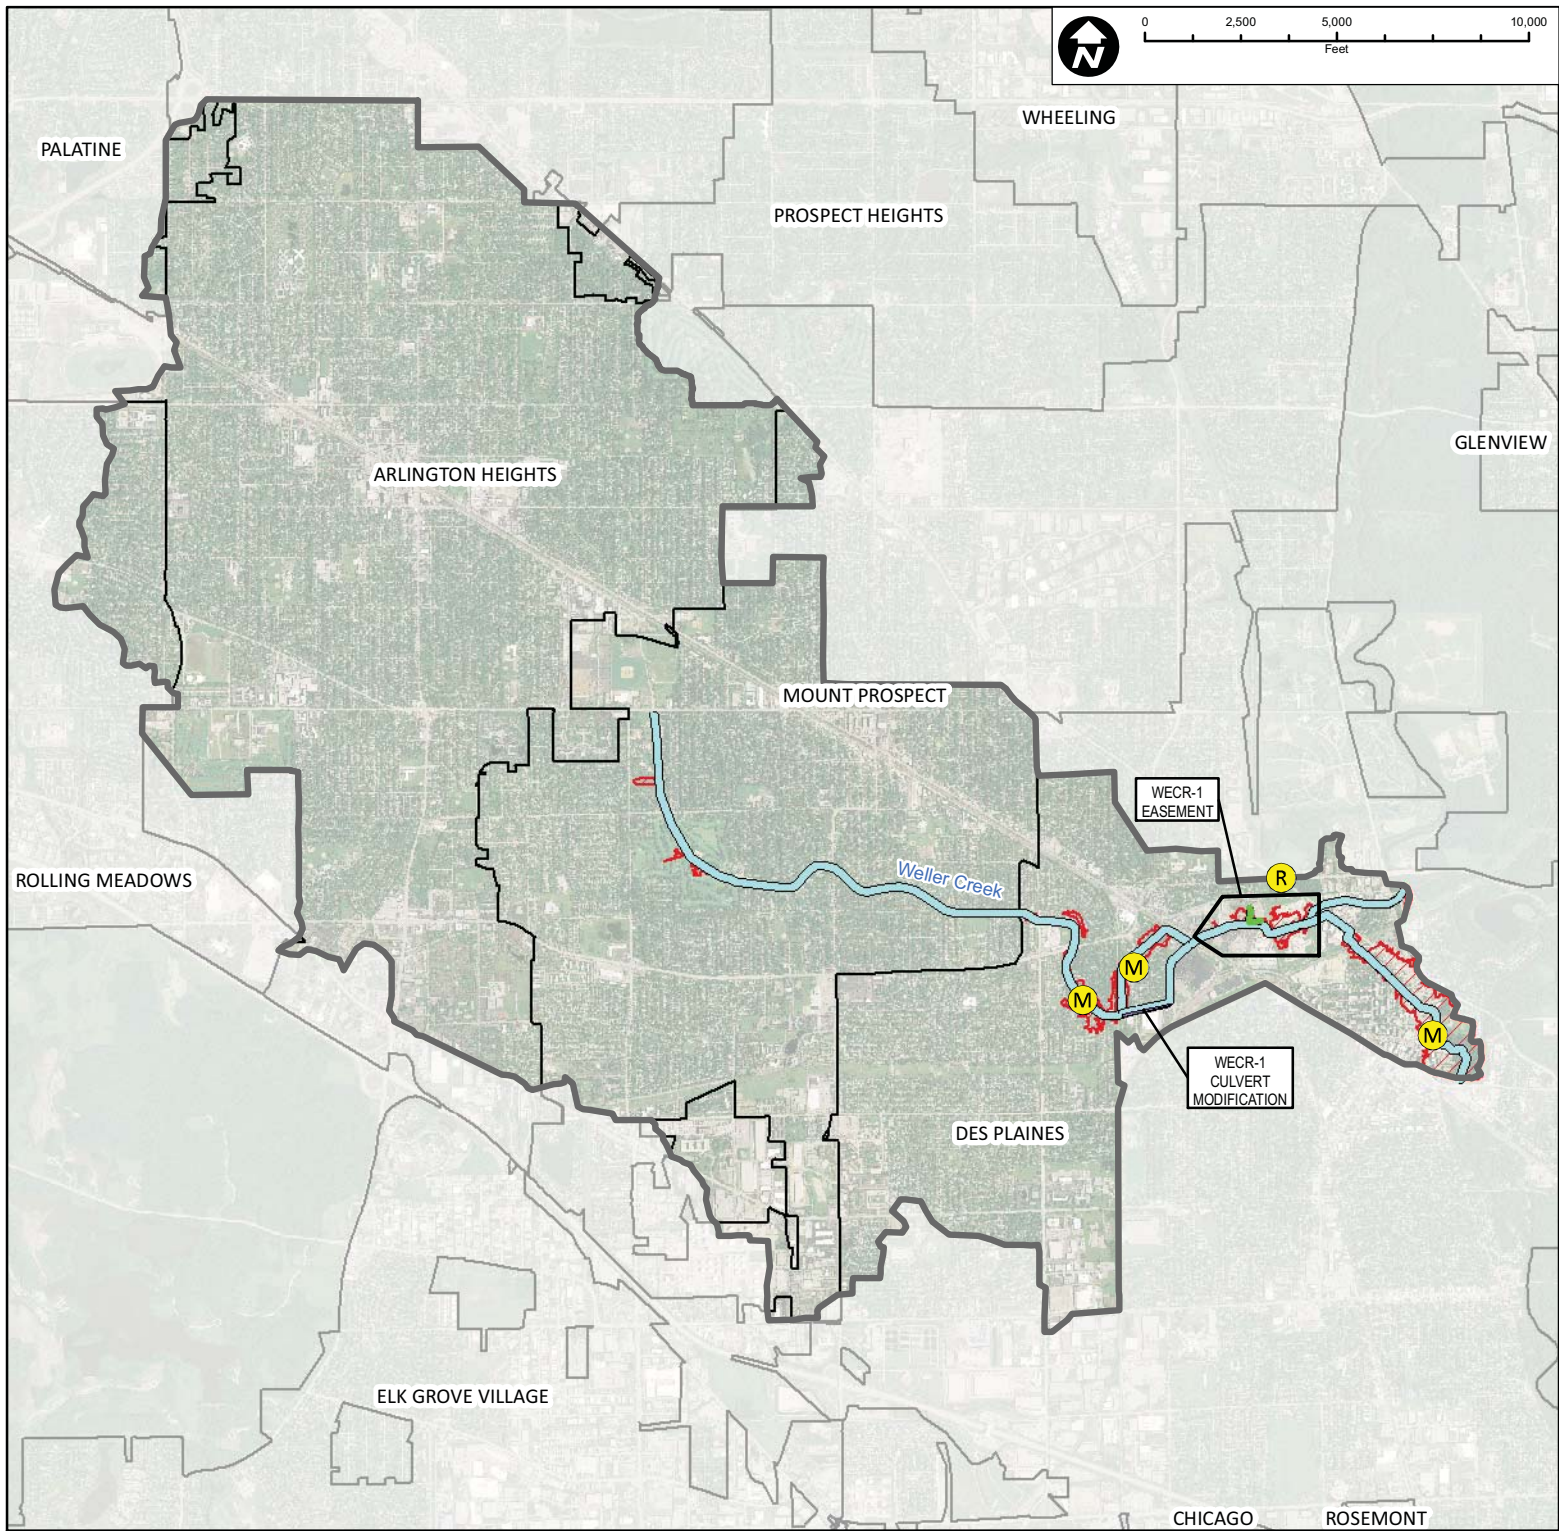 0 2,500 5,000 10,000
Feet
N
WHEELING
PALATINE
PROSPECT HEIGHTS
GLENVIEW
ARLINGTON HEIGHTS
MOUNT PROSPECT
WECR-1
EASEMENT
ROLLING MEADOWS
Weller Creek
R
M
M
M
WECR-1
CULVERT
MODIFICATION
DES PLAINES
ELK GROVE VILLAGE
CHICAGO
ROSEMONT